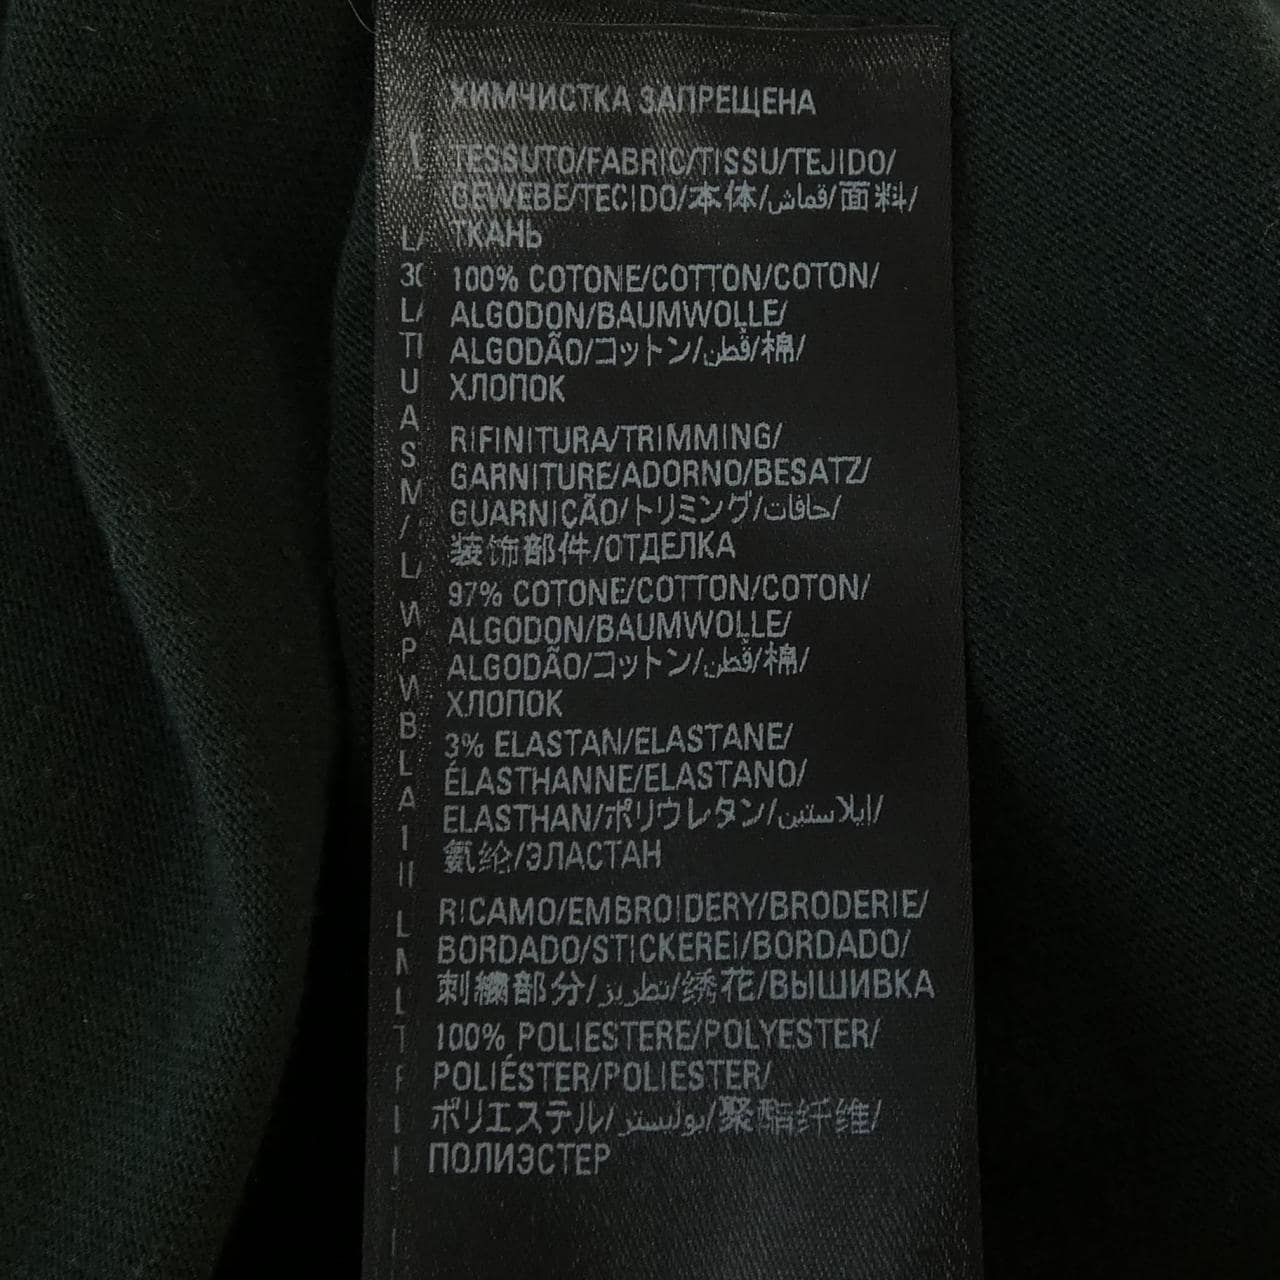 ХИМЧИСТКА ЗАПРЕЩЕНА
TESSUTO/FABRIC/TISSU/TEJIDO/
GEWEBE/TECIDO/本体/قماش/面料/
ТКАНЬ
100% COTONE/COTTON/COTON/
ALGODON/BAUMWOLLE/
ALGODÃO/コットン/قطن/棉/
ХЛОПОК
RIFINITURA/TRIMMING/
GARNITURE/ADORNO/BESATZ/
GUARNIÇÃO/トリミング/حافات/
装饰部件/ОТДЕЛКА
97% COTONE/COTTON/COTON/
ALGODON/BAUMWOLLE/
ALGODÃO/コットン/قطن/棉/
ХЛОПОК
3% ELASTAN/ELASTANE/
ÉLASTHANNE/ELASTANO/
ELASTHAN/ポリウレタン/إيلاستين/
氨纶/ЭЛАСТАН
RICAMO/EMBROIDERY/BRODERIE/
BORDADO/STICKEREI/BORDADO/
刺繍部分/تطريز/绣花/ВЫШИВКА
100% POLIESTERE/POLYESTER/
POLIÉSTER/POLIESTER/
ポリエステル/بوليستر/聚酯纤维/
ПОЛИЭСТЕР